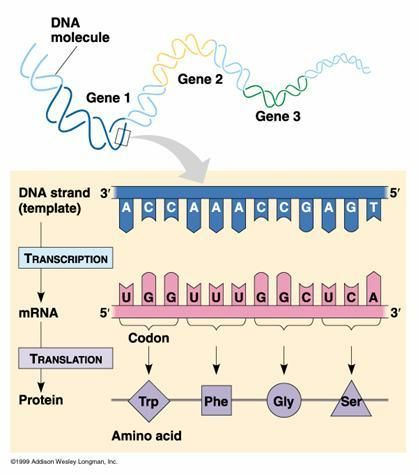 DNA
molecule
Gene 1
Gene 2
Gene 3
DNA strand
(template)
3'
A C C A A A C C G A G T
5'
TRANSCRIPTION
mRNA
5'
U G G U U U G G C U C A
3'
Codon
TRANSLATION
Protein
Trp
Phe
Gly
Ser
Amino acid
©1999 Addison Wesley Longman, Inc.